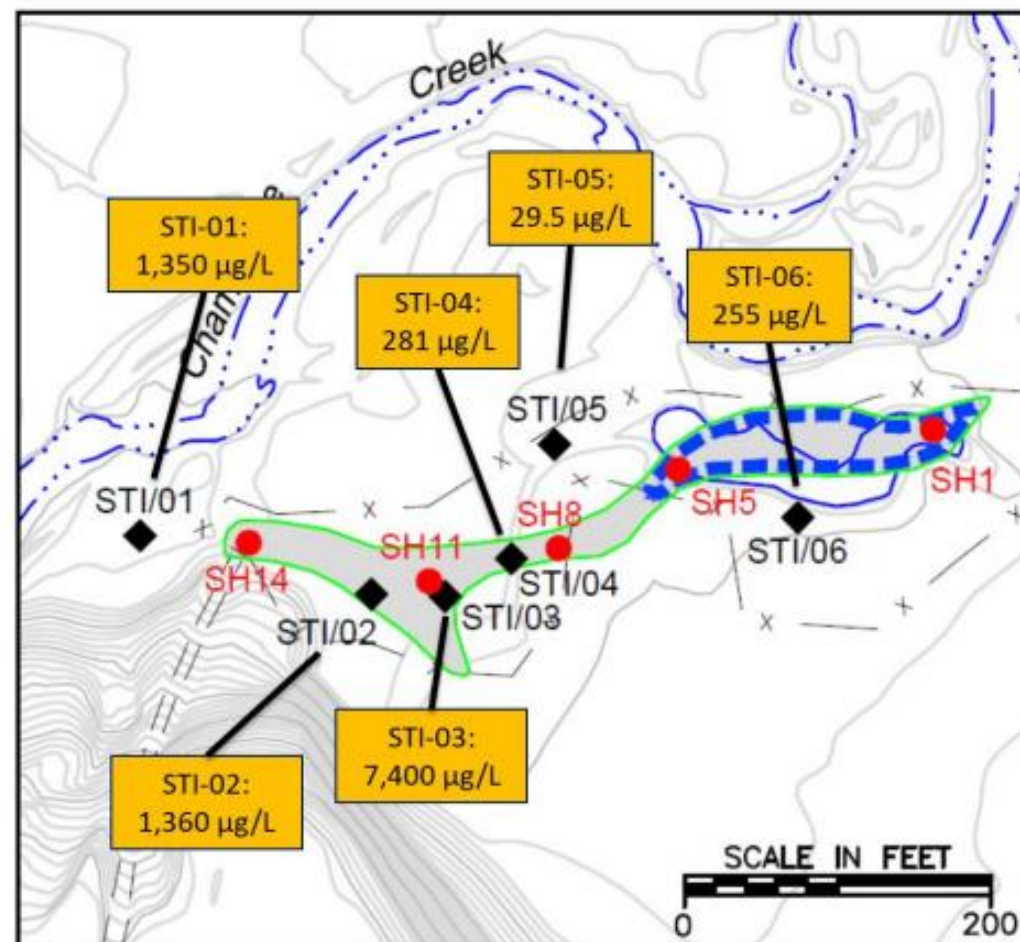 Creek
Cham
e
STI-05:
29.5 µg/L
STI-01:
1,350 µg/L
STI-06:
255 µg/L
STI-04:
281 µg/L
STI/05
STI/01
SH1
SH5
SH8
STI/06
SH11
STI/04
SH14
STI/03
STI/02
STI-03:
7,400 µg/L
STI-02:
1,360 µg/L
SCALE IN FEET
0
200